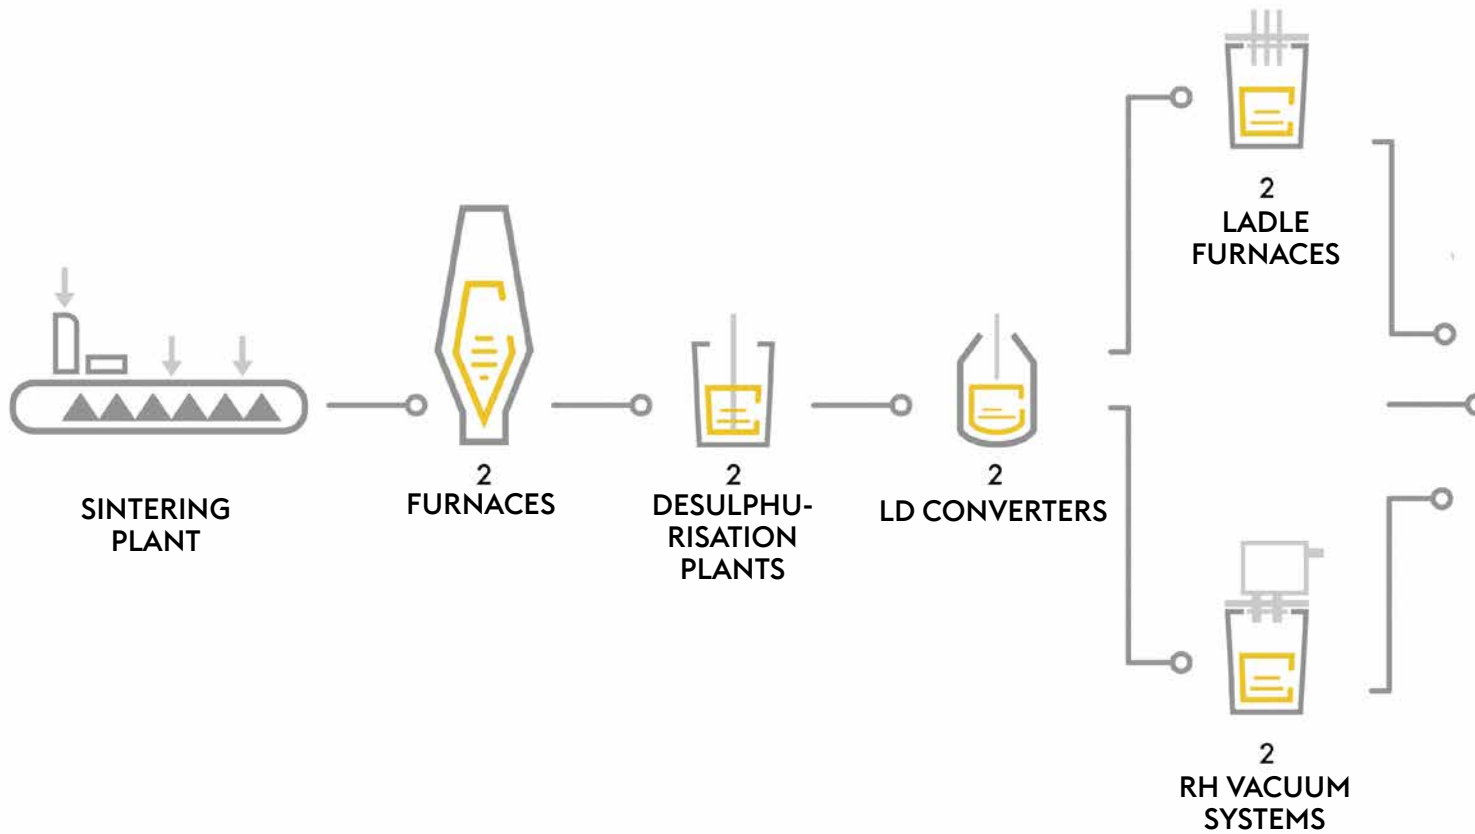 SINTERING
PLANT
2
FURNACES
2
DESULPHU-
RISATION
PLANTS
2
LD CONVERTERS
2
LADLE
FURNACES
2
RH VACUUM
SYSTEMS